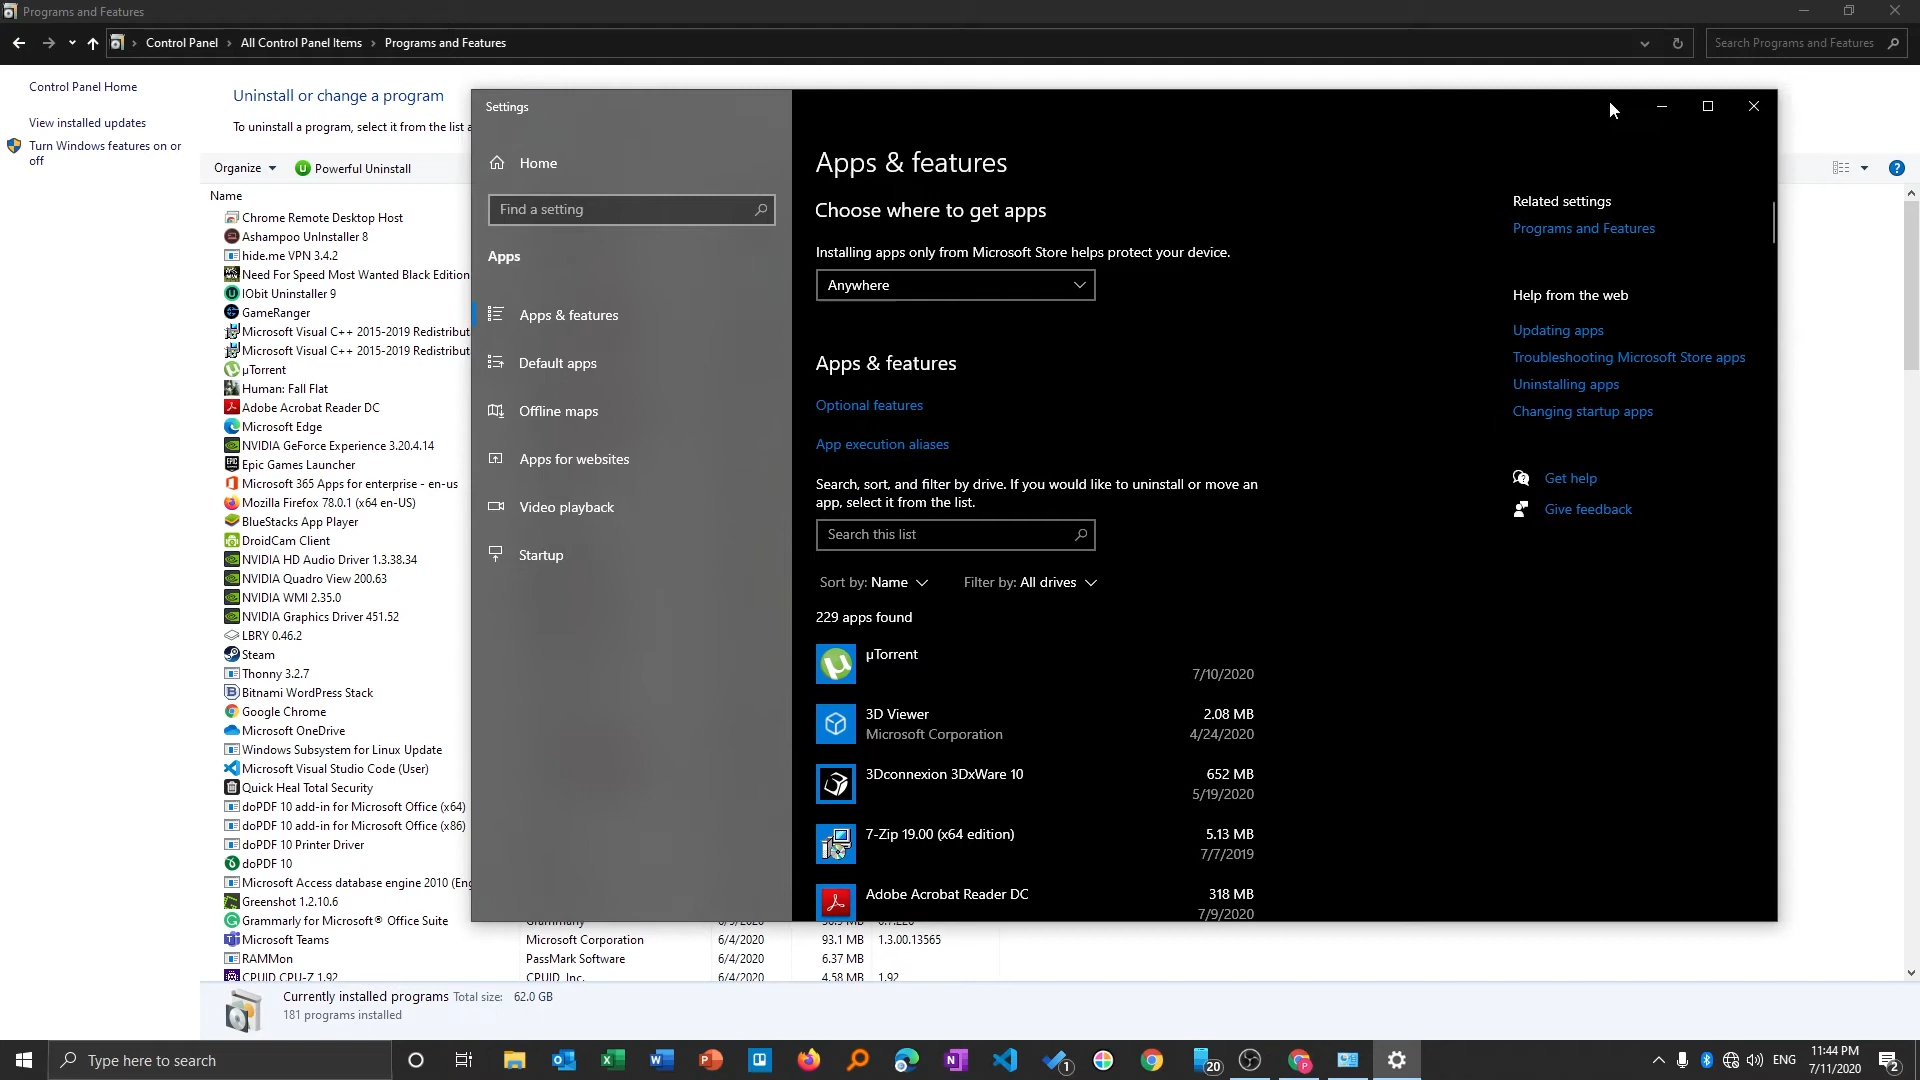 Programs and Features
Control Panel
All Control Panel Items
Programs and Features
Search Programs and Features
Control Panel Home
View installed updates
Turn Windows features on or
off
Uninstall or change a program
To uninstall a program, select it from the list
Organize
Powerful Uninstall
Name
Chrome Remote Desktop Host
Ashampoo UnInstaller 8
hide.me VPN 3.4.2
Need For Speed Most Wanted Black Edition
IObit Uninstaller 9
GameRanger
Microsoft Visual C++ 2015-2019 Redistribut
Microsoft Visual C++ 2015-2019 Redistribut
µTorrent
Human: Fall Flat
Adobe Acrobat Reader DC
Microsoft Edge
NVIDIA GeForce Experience 3.20.4.14
Epic Games Launcher
Microsoft 365 Apps for enterprise - en-us
Mozilla Firefox 78.0.1 (x64 en-US)
BlueStacks App Player
DroidCam Client
NVIDIA HD Audio Driver 1.3.38.34
NVIDIA Quadro View 200.63
NVIDIA WMI 2.35.0
NVIDIA Graphics Driver 451.52
LBRY 0.46.2
Steam
Thonny 3.2.7
Bitnami WordPress Stack
Google Chrome
Microsoft OneDrive
Windows Subsystem for Linux Update
Microsoft Visual Studio Code (User)
Quick Heal Total Security
doPDF 10 add-in for Microsoft Office (x64)
doPDF 10 add-in for Microsoft Office (x86)
doPDF 10 Printer Driver
doPDF 10
Microsoft Access database engine 2010 (Eng
Greenshot 1.2.10.6
Grammarly for Microsoft® Office Suite
Microsoft Teams Microsoft Corporation 6/4/2020 93.1 MB 1.3.00.13565
RAMMon PassMark Software 6/4/2020 6.37 MB
CPUID CPU-Z 1.92 CPUID, Inc. 6/4/2020 4.58 MB 1.92
Currently installed programs Total size: 62.0 GB
181 programs installed
Settings
Home
Find a setting
Apps
Apps & features
Default apps
Offline maps
Apps for websites
Video playback
Startup
Apps & features
Choose where to get apps
Installing apps only from Microsoft Store helps protect your device.
Anywhere
Apps & features
Optional features
App execution aliases
Search, sort, and filter by drive. If you would like to uninstall or move an
app, select it from the list.
Search this list
Sort by: Name Filter by: All drives
229 apps found
µTorrent
7/10/2020
3D Viewer 2.08 MB
Microsoft Corporation 4/24/2020
3Dconnexion 3DxWare 10 652 MB
5/19/2020
7-Zip 19.00 (x64 edition) 5.13 MB
7/7/2019
Adobe Acrobat Reader DC 318 MB
7/9/2020
Related settings
Programs and Features
Help from the web
Updating apps
Troubleshooting Microsoft Store apps
Uninstalling apps
Changing startup apps
Get help
Give feedback
Type here to search
1
20
ENG
11:44 PM
7/11/2020
2